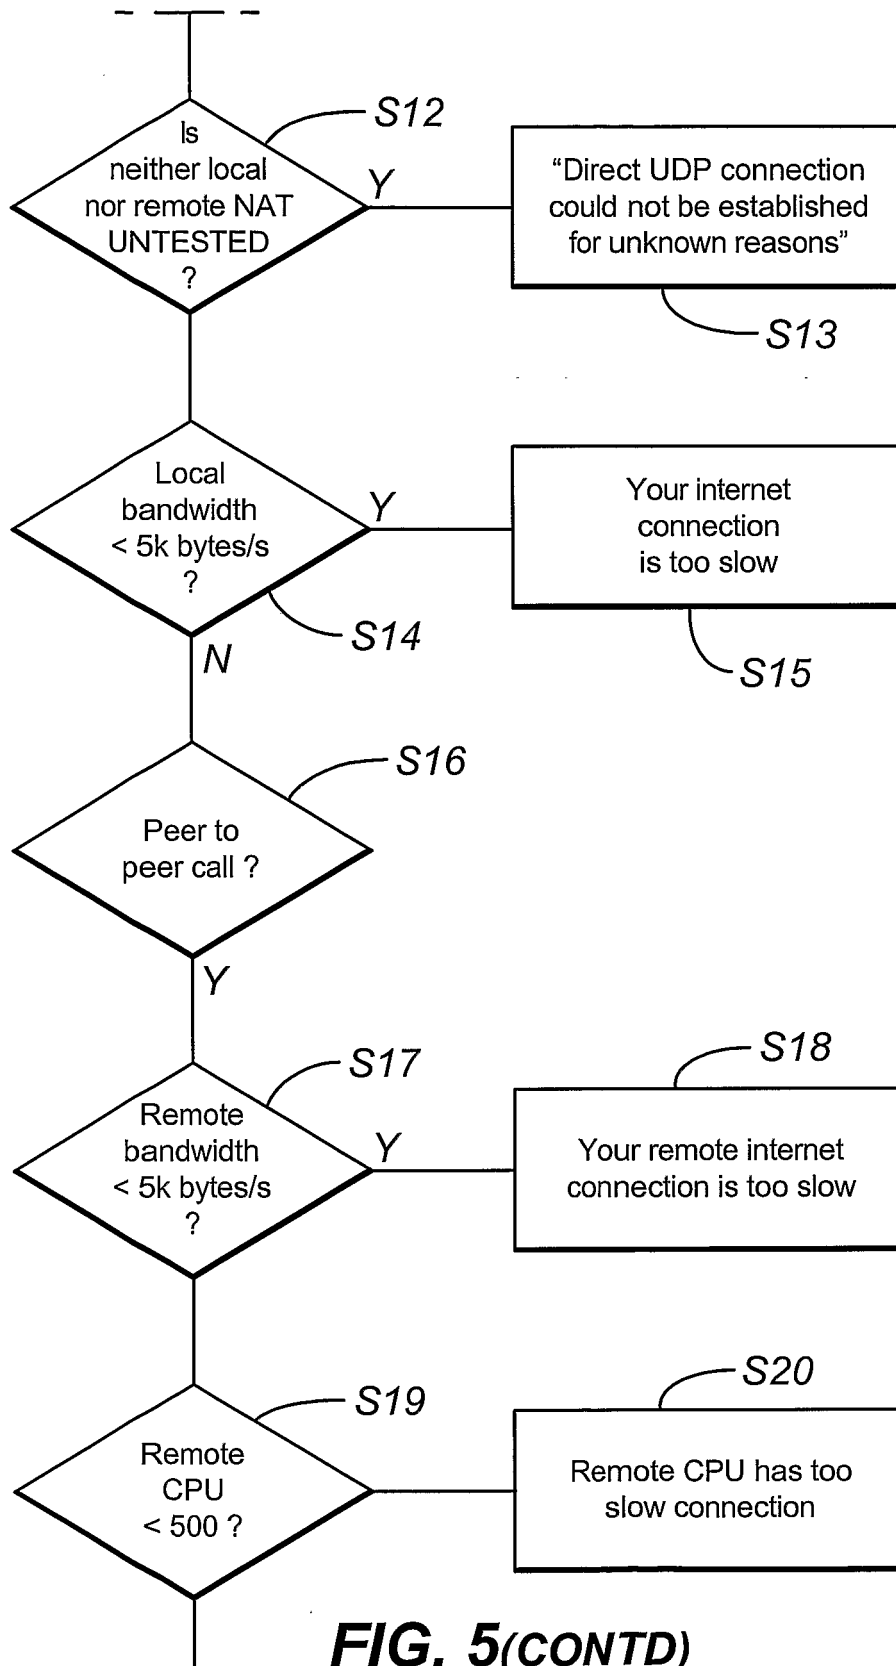 S12
Is
neither local
nor remote NAT
UNTESTED
?
Y
“Direct UDP connection
could not be established
for unknown reasons”
S13
Local
bandwidth
< 5k bytes/s
?
Y
Your internet
connection
is too slow
S14
N
S15
S16
Peer to
peer call ?
Y
S17
Remote
bandwidth
< 5k bytes/s
?
Y
S18
Your remote internet
connection is too slow
S19
Remote
CPU
< 500 ?
S20
Remote CPU has too
slow connection
FIG. 5(CONTD)